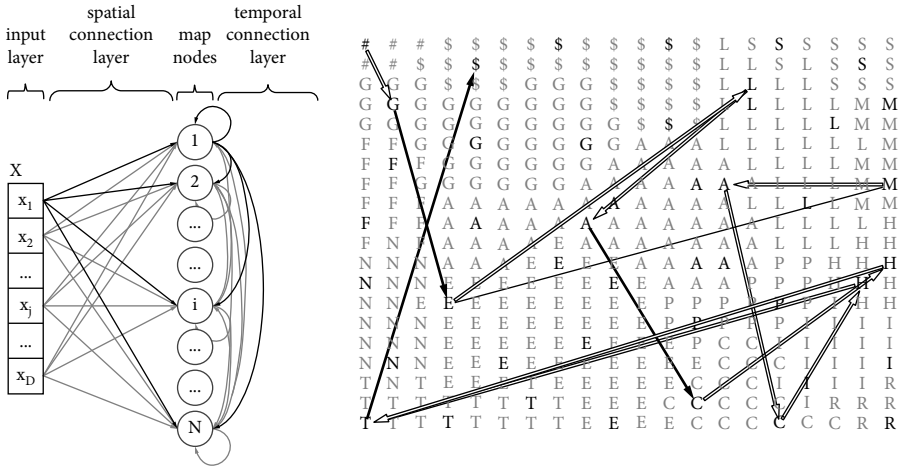 input layer
spatial connection layer
map nodes
temporal connection layer
X
x1
x2
...
xj
...
xD
1
2
...
...
i
...
...
N
# # # $ $ $ $ $ $ $ $ $ $ L S S S S S S
# # $ $ $ $ $ $ $ $ $ $ $ L L S L S S S
G G G $ $ G G G $ $ $ $ $ L L L L S S S
G G G G G G G G G $ $ $ $ L L L L L M M
G G G G G G G G G G $ $ $ L L L L L M M
F F G G G G G G G G A A A L L L L L L M
F F F G G G G G G A A A A A L L L L M M
F F G G G G G G A A A A A A A L L L M M
F F F A A A A A A A A A A A L L L L M M
F F F A A A A A A A A A A A L L L L L H
F N F A A A A E A A A A A A A L L L H H
N N N A A A E E E A A A A A P P H H H H
N N E E E E E E E E A A A P P P H H H
N N E E E E E E E E P P P P P I H H
N N N E E E E E E E E P P P I P I I I I
N N N E E E E E E E E E P C C I I I I I
N N N E E E E E E E E E C C C C I I I I
T N T E E E T E E E E E C C C I I I R
T T T T T T T E E E E E C C C C I R R R
T T T T T T T T E E E E C C C C C C R R